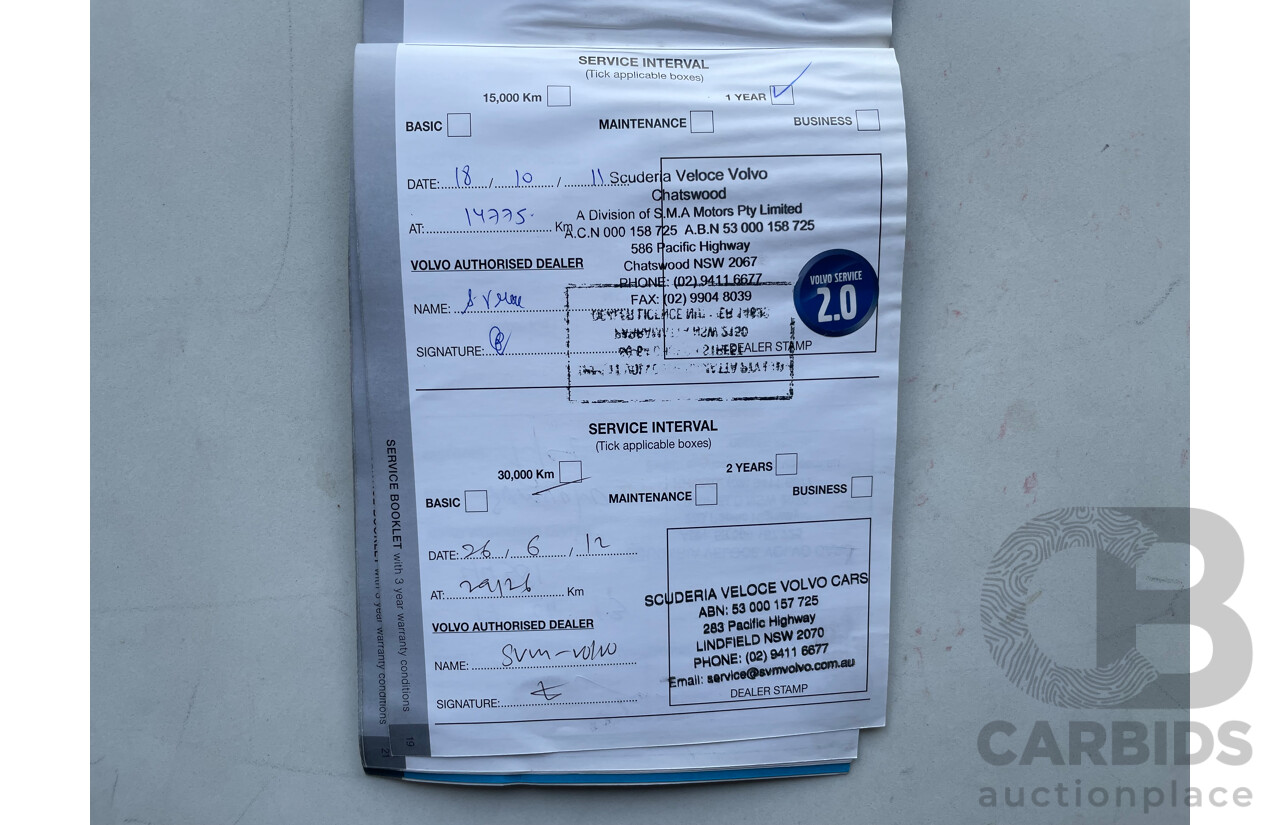 SERVICE INTERVAL
(Tick applicable boxes)
15,000 Km 1 YEAR
BASIC MAINTENANCE BUSINESS
DATE: 18 / 10 / 11
Scuderia Veloce Volvo
Chatswood
A Division of S.M.A Motors Pty Limited
AT: 14775 Km
A.C.N 000 158 725 A.B.N 53 000 158 725
586 Pacific Highway
VOLVO AUTHORISED DEALER
Chatswood NSW 2067
PHONE: (02) 9411 6677
FAX: (02) 9904 8039
VOLVO SERVICE
2.0
NAME:
SIGNATURE:
DEALER STAMP
SERVICE INTERVAL
(Tick applicable boxes)
30,000 Km 2 YEARS
BASIC MAINTENANCE BUSINESS
DATE: 26 / 6 / 12
AT: Km
VOLVO AUTHORISED DEALER
NAME: SVM-VOLVO
SIGNATURE:
SCUDERIA VELOCE VOLVO CARS
ABN: 53 000 157 725
283 Pacific Highway
LINDFIELD NSW 2070
PHONE: (02) 9411 6677
Email: service@svmvolvo.com.au
DEALER STAMP
SERVICE BOOKLET with 3 year warranty conditions
19
warranty conditions
21
CB
CARBIDS
auctionplace